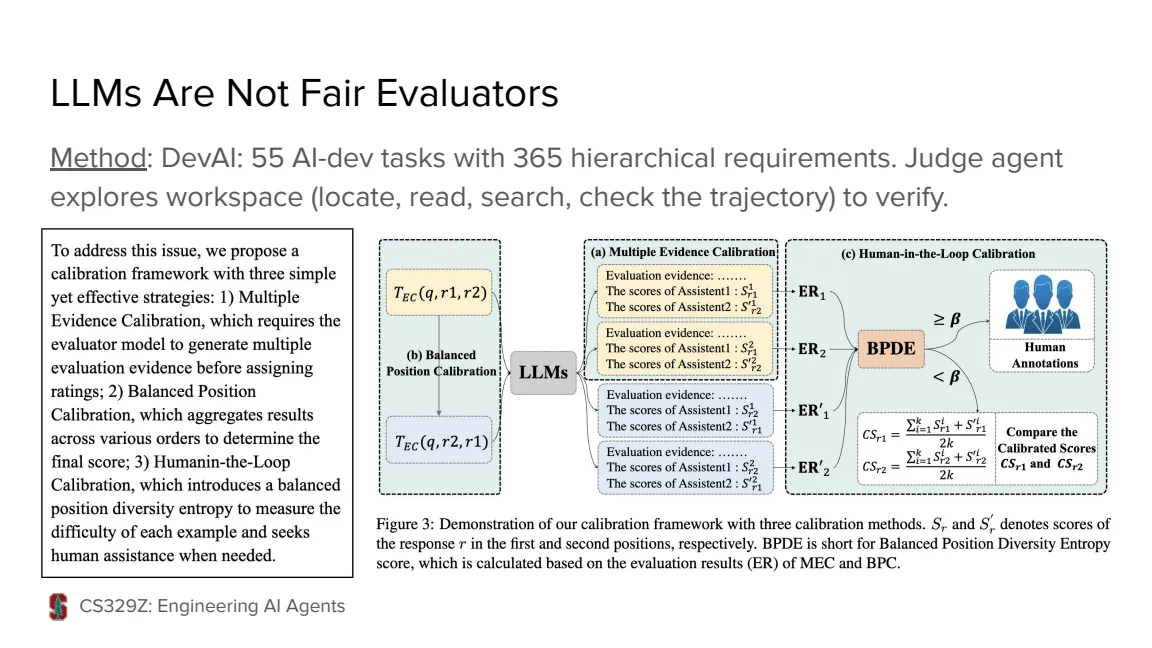 LLMs Are Not Fair Evaluators
Method: DevAI: 55 AI-dev tasks with 365 hierarchical requirements. Judge agent
explores workspace (locate, read, search, check the trajectory) to verify.
To address this issue, we propose a
calibration framework with three simple
yet effective strategies: 1) Multiple
Evidence Calibration, which requires the
evaluator model to generate multiple
evaluation evidence before assigning
ratings; 2) Balanced Position
Calibration, which aggregates results
across various orders to determine the
final score; 3) Humanin-the-Loop
Calibration, which introduces a balanced
position diversity entropy to measure the
difficulty of each example and seeks
human assistance when needed.
T_EC(q, r1, r2)
(b) Balanced
Position Calibration
T_EC(q, r2, r1)
LLMs
(a) Multiple Evidence Calibration
Evaluation evidence: .......
The scores of Assistent1 : S^1_r1
The scores of Assistent2 : S'^1_r2
Evaluation evidence: .......
The scores of Assistent1 : S^2_r1
The scores of Assistent2 : S'^2_r2
Evaluation evidence: .......
The scores of Assistent1 : S^1_r2
The scores of Assistent2 : S'^1_r1
Evaluation evidence: .......
The scores of Assistent1 : S^2_r2
The scores of Assistent2 : S'^2_r1
(c) Human-in-the-Loop Calibration
ER_1
ER_2
ER'_1
ER'_2
BPDE
≥ β
< β
Human
Annotations
CS_r1 = ∑^k_i=1 S^i_r1 + S'^i_r1 / 2k
CS_r2 = ∑^k_i=1 S^i_r2 + S'^i_r2 / 2k
Compare the
Calibrated Scores
CS_r1 and CS_r2
Figure 3: Demonstration of our calibration framework with three calibration methods. S_r and S'_r denotes scores of
the response r in the first and second positions, respectively. BPDE is short for Balanced Position Diversity Entropy
score, which is calculated based on the evaluation results (ER) of MEC and BPC.
CS329Z: Engineering AI Agents